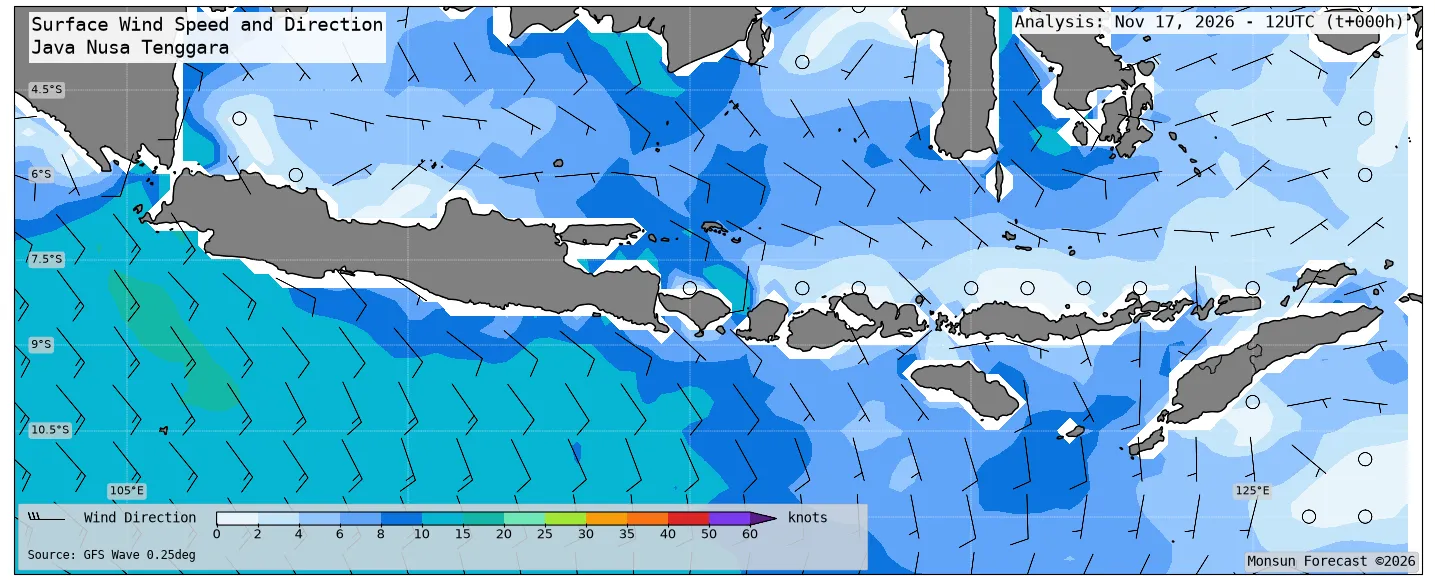 Surface Wind Speed and Direction
Java Nusa Tenggara
Analysis: Nov 17, 2026 - 12UTC (t+000h)
4.5°S
6°S
7.5°S
9°S
10.5°S
105°E
125°E
Wind Direction
0 2 4 6 8 10 15 20 25 30 35 40 50 60
knots
Source: GFS Wave 0.25deg
Monsun Forecast ©2026